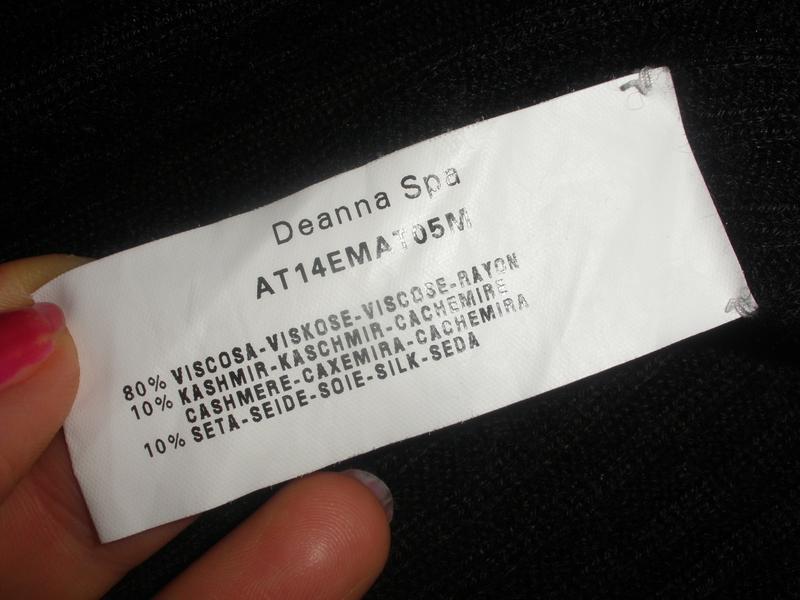 Deanna Spa
AT14EMAT05M
80% VISCOSA-VISKOSE-VISCOSE-RAYON
10% KASHMIR-KASCHMIR-CACHEMIRE
CASHMERE-CAXEMIRA-CACHEMIRA
10% SETA-SEIDE-SOIE-SILK-SEDA